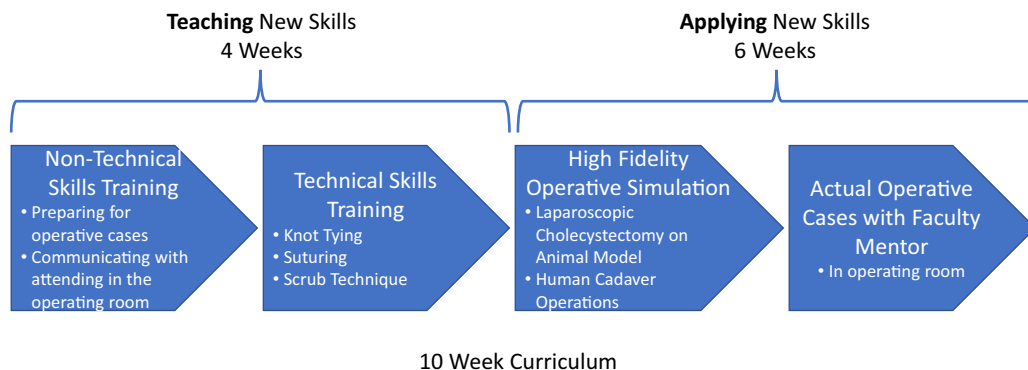 Teaching New Skills
4 Weeks
Applying New Skills
6 Weeks
Non-Technical
Skills Training
• Preparing for
operative cases
• Communicating with
attending in the
operating room
Technical Skills
Training
• Knot Tying
• Suturing
• Scrub Technique
High Fidelity
Operative Simulation
• Laparoscopic
Cholecystectomy on
Animal Model
• Human Cadaver
Operations
Actual Operative
Cases with Faculty
Mentor
• In operating room
10 Week Curriculum